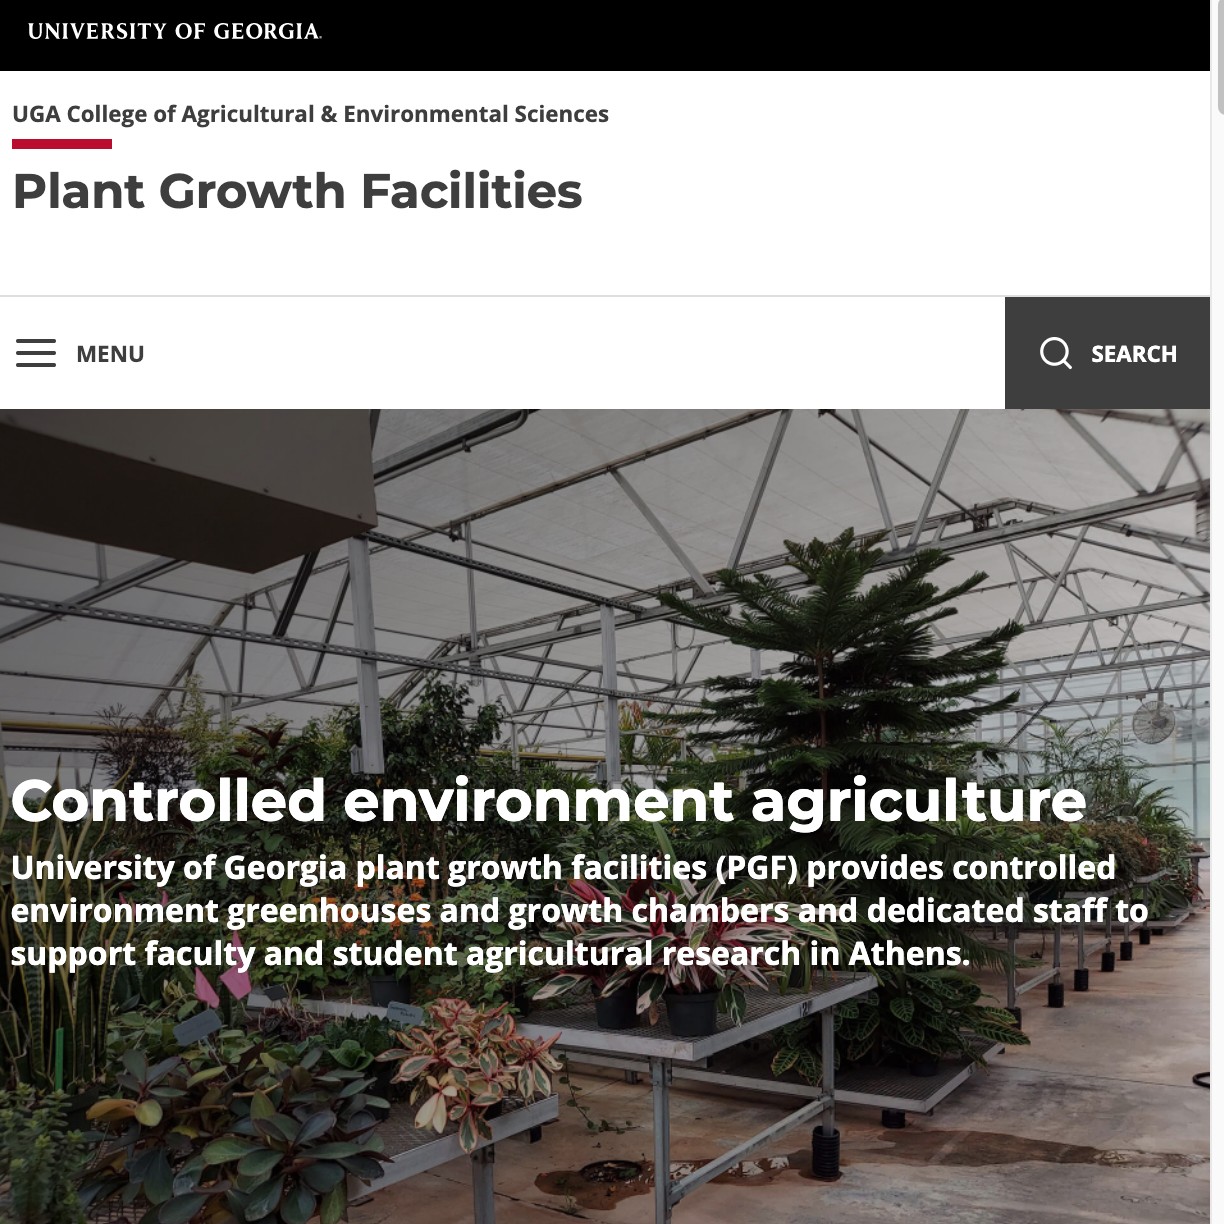 UNIVERSITY OF GEORGIA
UGA College of Agricultural & Environmental Sciences
Plant Growth Facilities
MENU
SEARCH
Controlled environment agriculture
University of Georgia plant growth facilities (PGF) provides controlled
environment greenhouses and growth chambers and dedicated staff to
support faculty and student agricultural research in Athens.